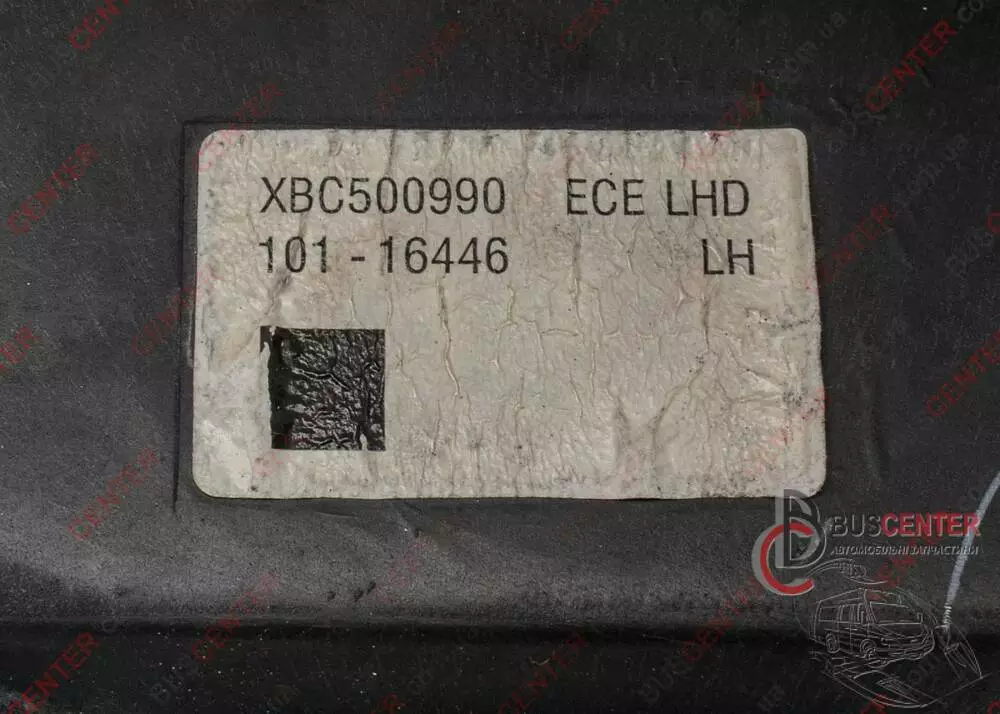 XBC500990 ECE LHD
101 - 16446 LH
BUSCENTER
АВТОМОБІЛЬНІ ЗАПЧАСТИНИ